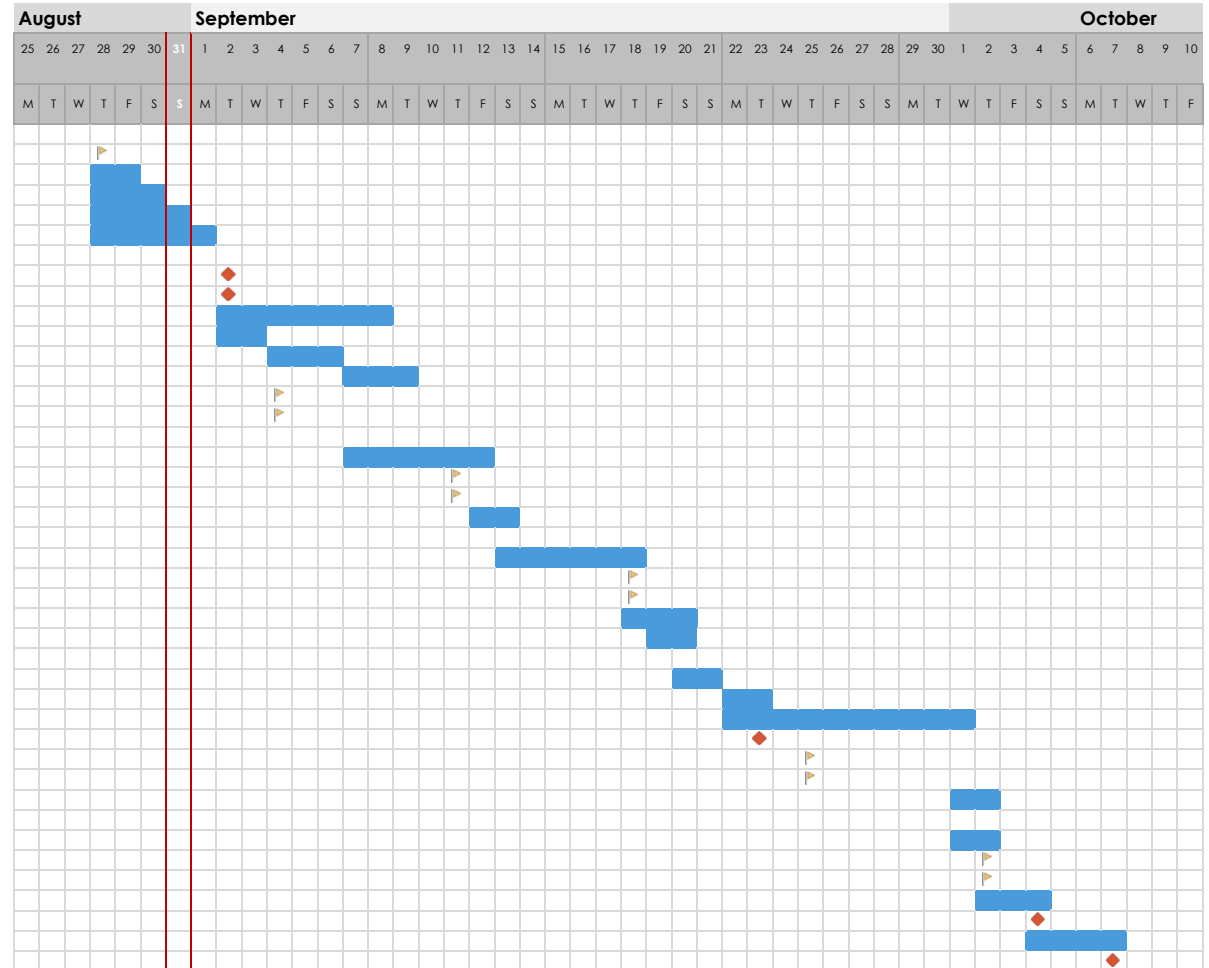 August September October
25 26 27 28 29 30 31 1 2 3 4 5 6 7 8 9 10 11 12 13 14 15 16 17 18 19 20 21 22 23 24 25 26 27 28 29 30 1 2 3 4 5 6 7 8 9 10
M T W T F S S M T W T F S S M T W T F S S M T W T F S S M T W T F S S M T W T F S S M T W T F